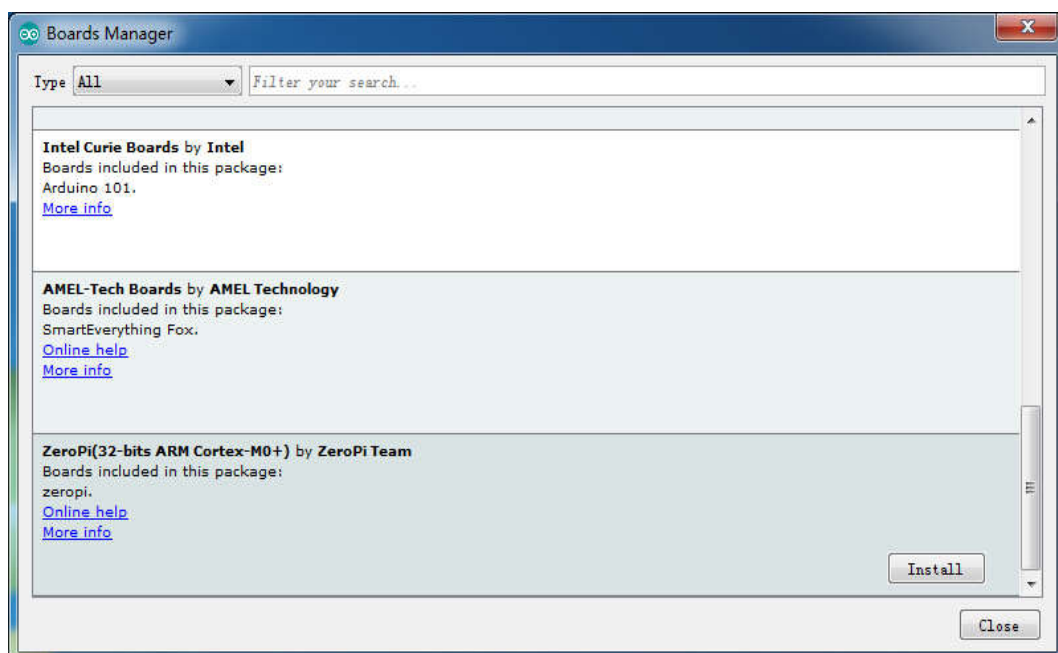 Boards Manager
Type All Filter your search...
Intel Curie Boards by Intel
Boards included in this package:
Arduino 101.
More info
AMEL-Tech Boards by AMEL Technology
Boards included in this package:
SmartEverything Fox.
Online help
More info
ZeroPi(32-bits ARM Cortex-M0+) by ZeroPi Team
Boards included in this package:
zeropi.
Online help
More info
Install
Close